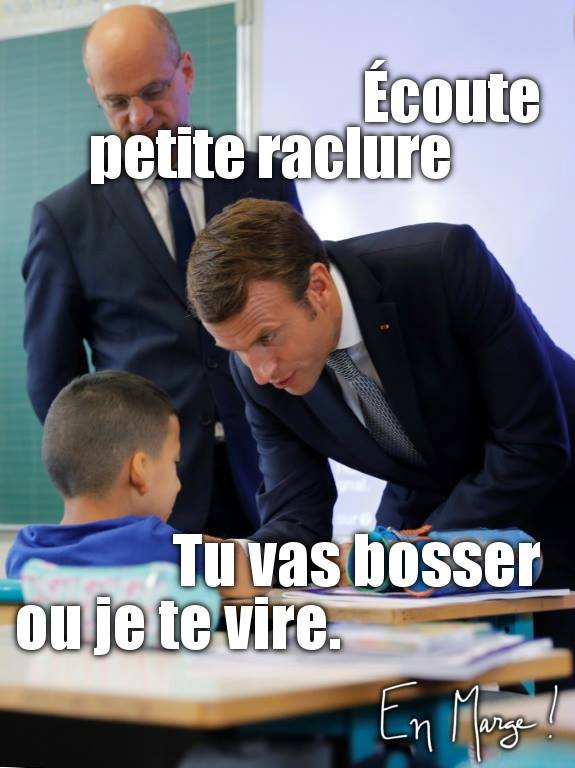 Écoute
petite raclure
Tu vas bosser
ou je te vire.
En Marge !